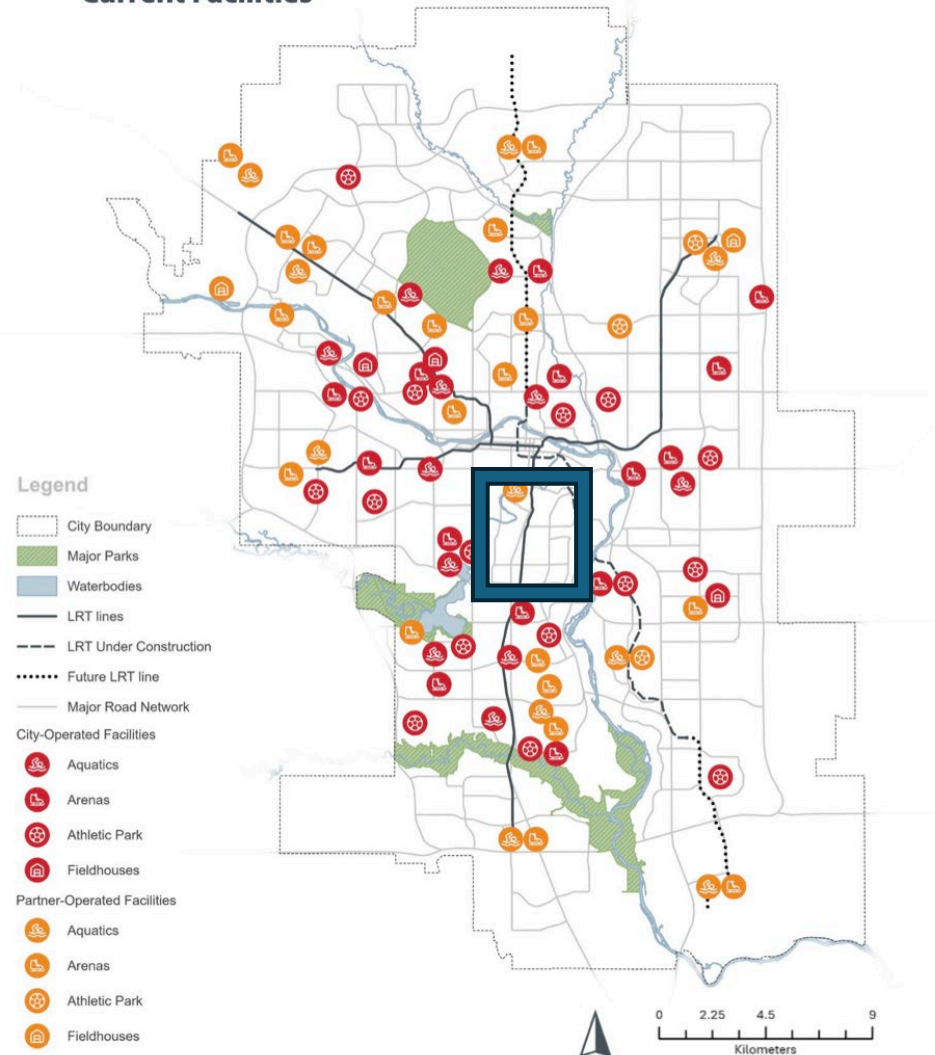 Current Facilities
Legend
City Boundary
Major Parks
Waterbodies
LRT lines
LRT Under Construction
Future LRT line
Major Road Network
City-Operated Facilities
Aquatics
Arenas
Athletic Park
Fieldhouses
Partner-Operated Facilities
Aquatics
Arenas
Athletic Park
Fieldhouses
0 2.25 4.5 9
Kilometers